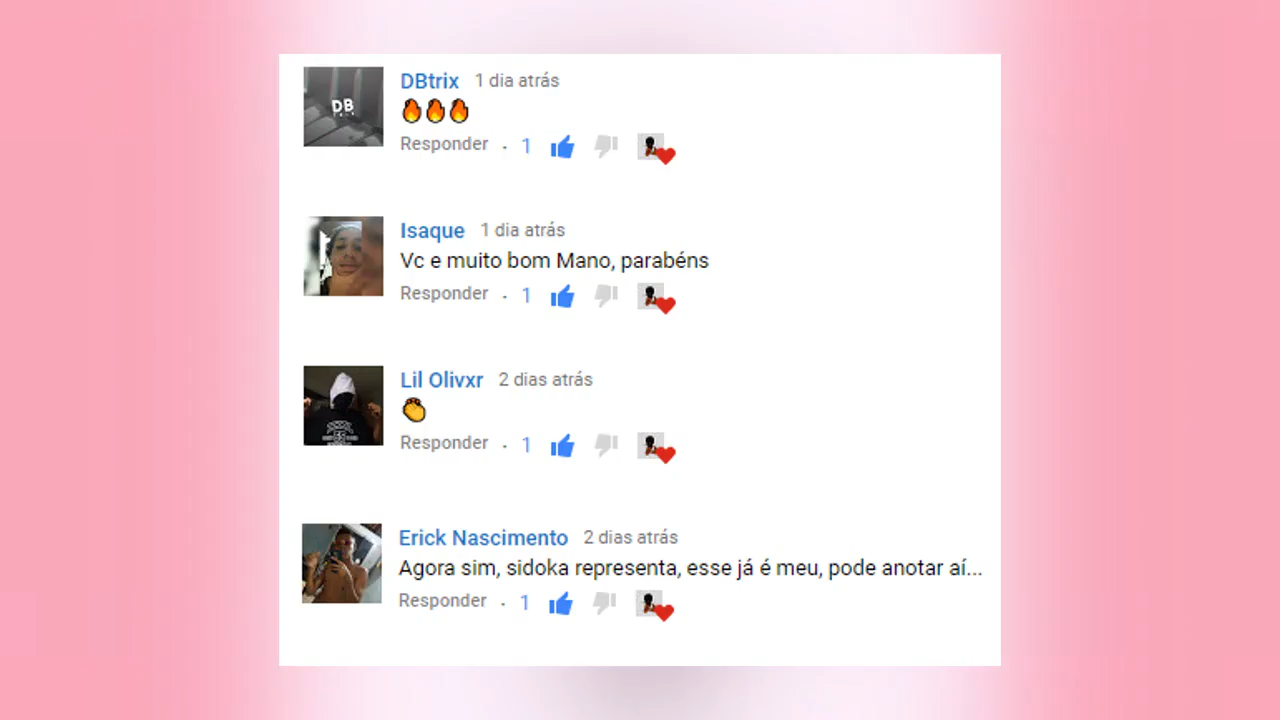 DB
DBtrix 1 dia atrás
🔥🔥🔥
Responder · 1
Isaque 1 dia atrás
Vc e muito bom Mano, parabéns
Responder · 1
Lil Olivxr 2 dias atrás
👏
Responder · 1
Erick Nascimento 2 dias atrás
Agora sim, sidoka representa, esse já é meu, pode anotar aí...
Responder · 1